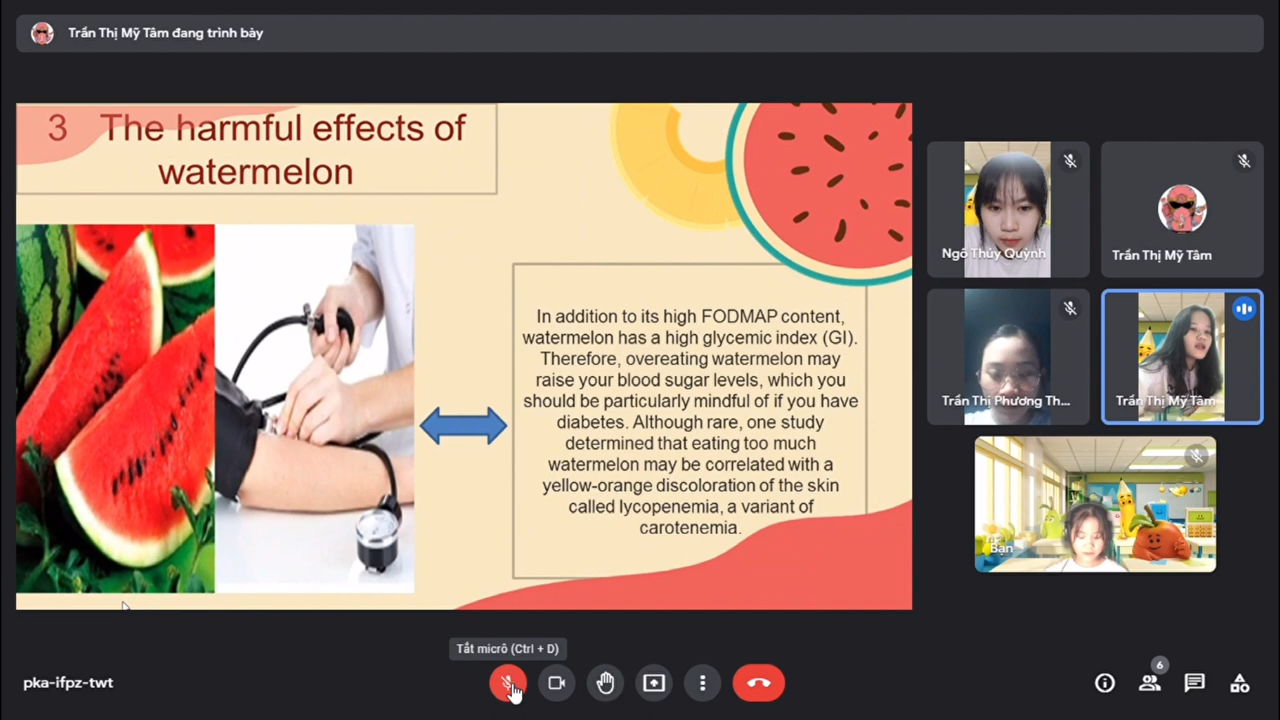 Trần Thị Mỹ Tâm đang trình bày
3 The harmful effects of
watermelon
In addition to its high FODMAP content,
watermelon has a high glycemic index (GI).
Therefore, overeating watermelon may
raise your blood sugar levels, which you
should be particularly mindful of if you have
diabetes. Although rare, one study
determined that eating too much
watermelon may be correlated with a
yellow-orange discoloration of the skin
called lycopenemia, a variant of
carotenemia.
Ngô Thúy Quỳnh
Trần Thị Mỹ Tâm
Trần Thị Phương Th...
Trần Thị Mỹ Tâm
Bạn
Tắt micrô (Ctrl + D)
pka-ifpz-twt
6